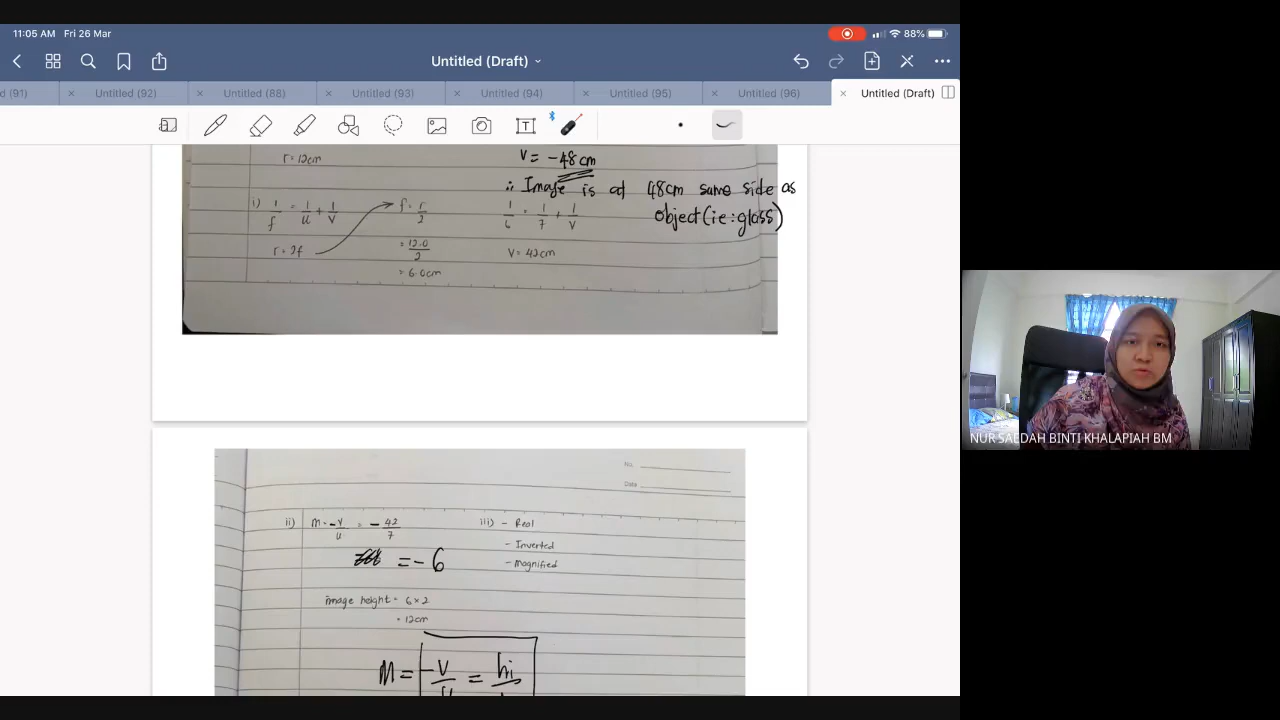 11:05 AM Fri 26 Mar
88%
Untitled (Draft)
d (91)
Untitled (92)
Untitled (88)
Untitled (93)
Untitled (94)
Untitled (95)
Untitled (96)
Untitled (Draft)
r = 12cm
V = -48 cm
∴ Image is at 48cm same side as
object (ie: glass)
i) 1/f = 1/u + 1/v
f = r/2
1/6 = 1/7 + 1/v
r = 2f
= 12.0/2
v = 42cm
= 6.0cm
No.
Date
ii) M = -v/u = -42/7
= -6
iii) - Real
- Inverted
- Magnified
image height = 6 x 2
= 12cm
M = -v/u = hi
NUR SAEDAH BINTI KHALAPIAH BM